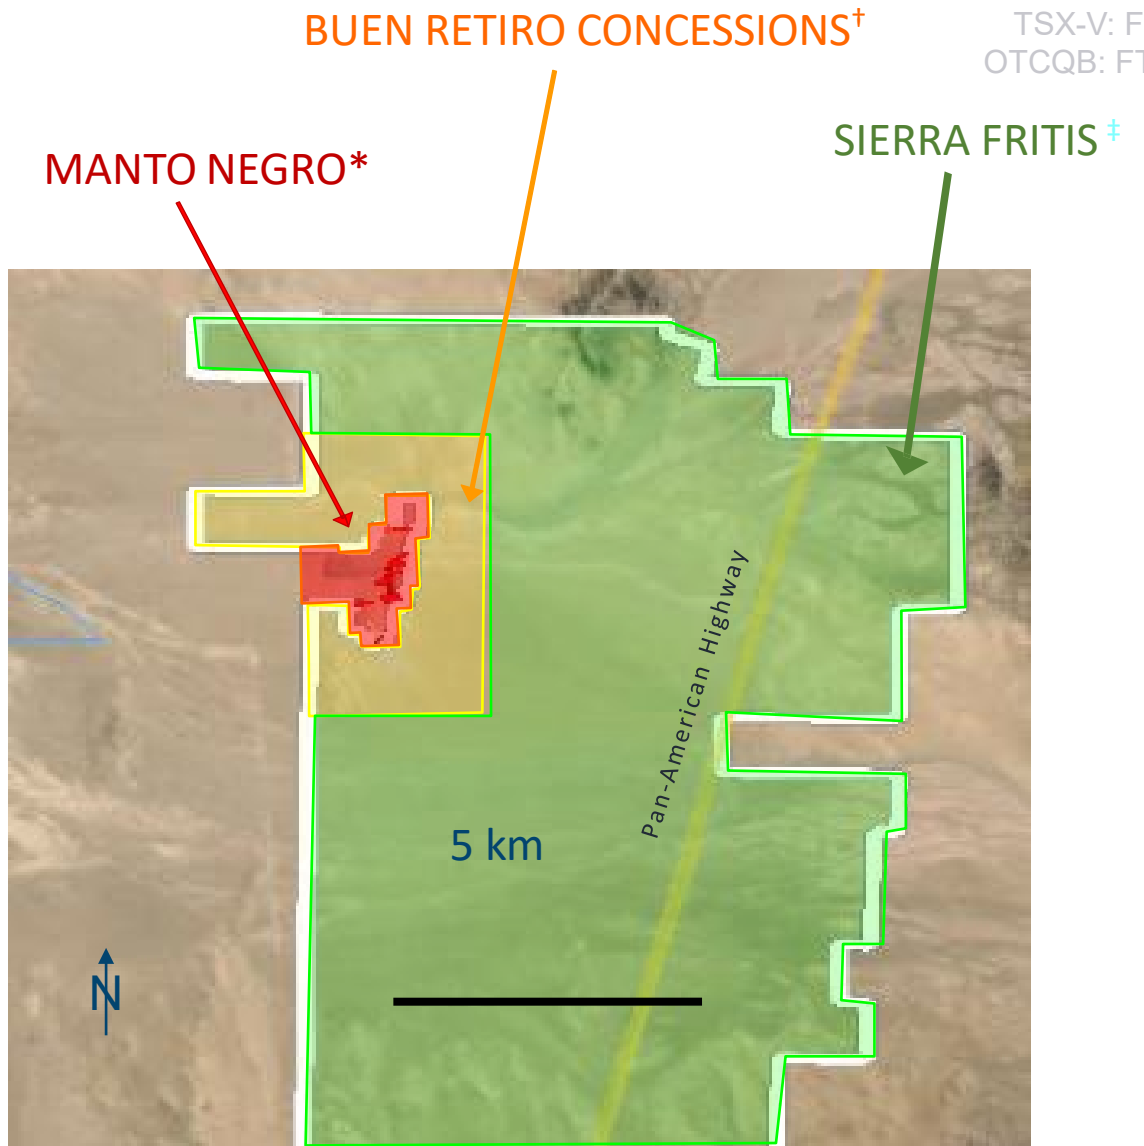 BUEN RETIRO CONCESSIONS†
TSX-V: F
OTCQB: FT
SIERRA FRITIS ‡
MANTO NEGRO*
Pan-American Highway
5 km
N